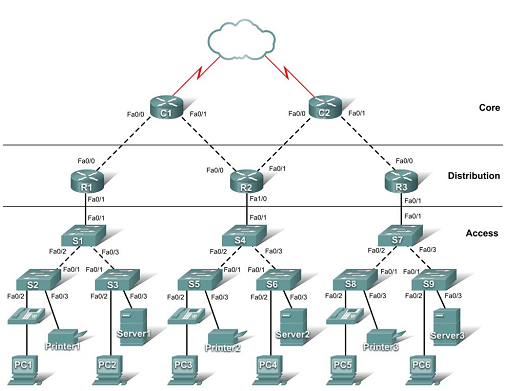 C1
C2
Fa0/0
Fa0/1
Fa0/0
Fa0/1
Core
Fa0/0
Fa0/0
Fa0/1
Fa0/0
R1
R2
R3
Distribution
Fa0/1
Fa1/0
Fa0/1
Fa0/1
Fa0/1
Fa0/1
S1
S4
S7
Access
Fa0/2
Fa0/3
Fa0/2
Fa0/3
Fa0/2
Fa0/3
Fa0/1
Fa0/1
Fa0/1
Fa0/1
Fa0/1
Fa0/1
S2
S3
S5
S6
S8
S9
Fa0/2
Fa0/3
Fa0/2
Fa0/3
Fa0/2
Fa0/3
Fa0/2
Fa0/3
Fa0/2
Fa0/3
Fa0/2
Fa0/3
Printer1
Server1
Printer2
Server2
Printer3
Server3
PC1
PC2
PC3
PC4
PC5
PC6